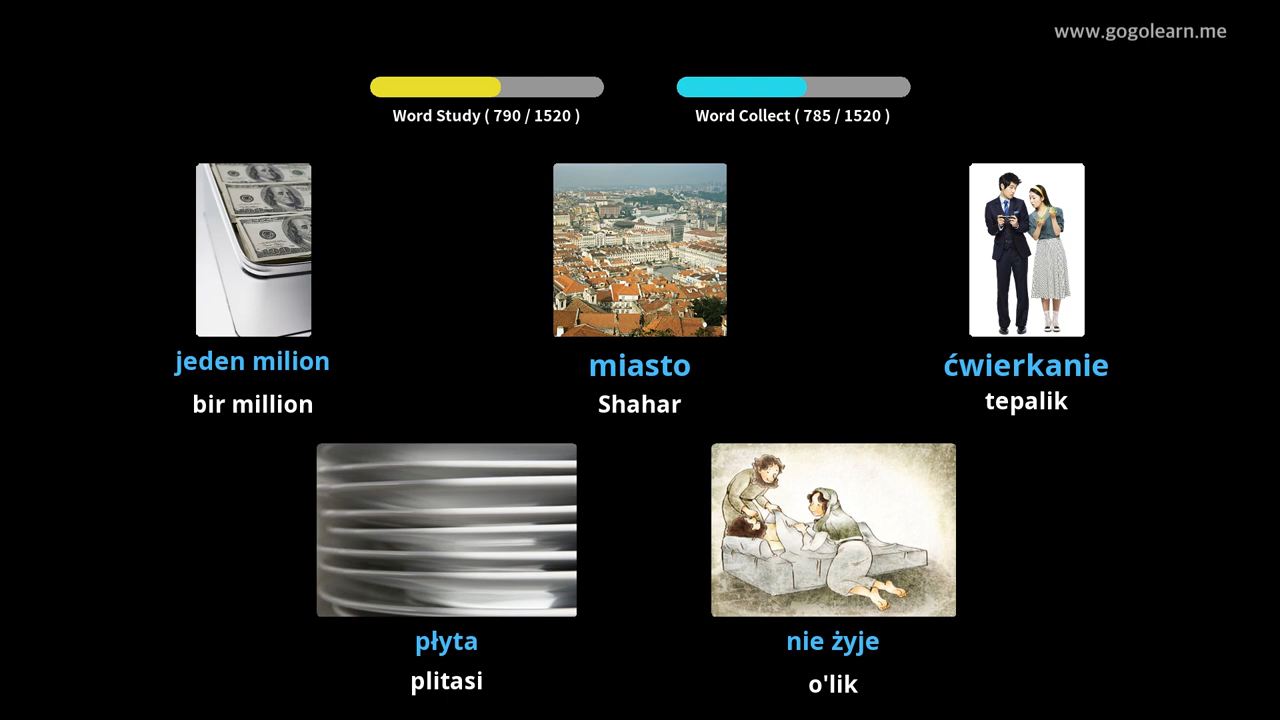 www.gogolearn.me
Word Study ( 790 / 1520 )
Word Collect ( 785 / 1520 )
jeden milion
bir million
miasto
Shahar
ćwierkanie
tepalik
płyta
plitasi
nie żyje
o'lik